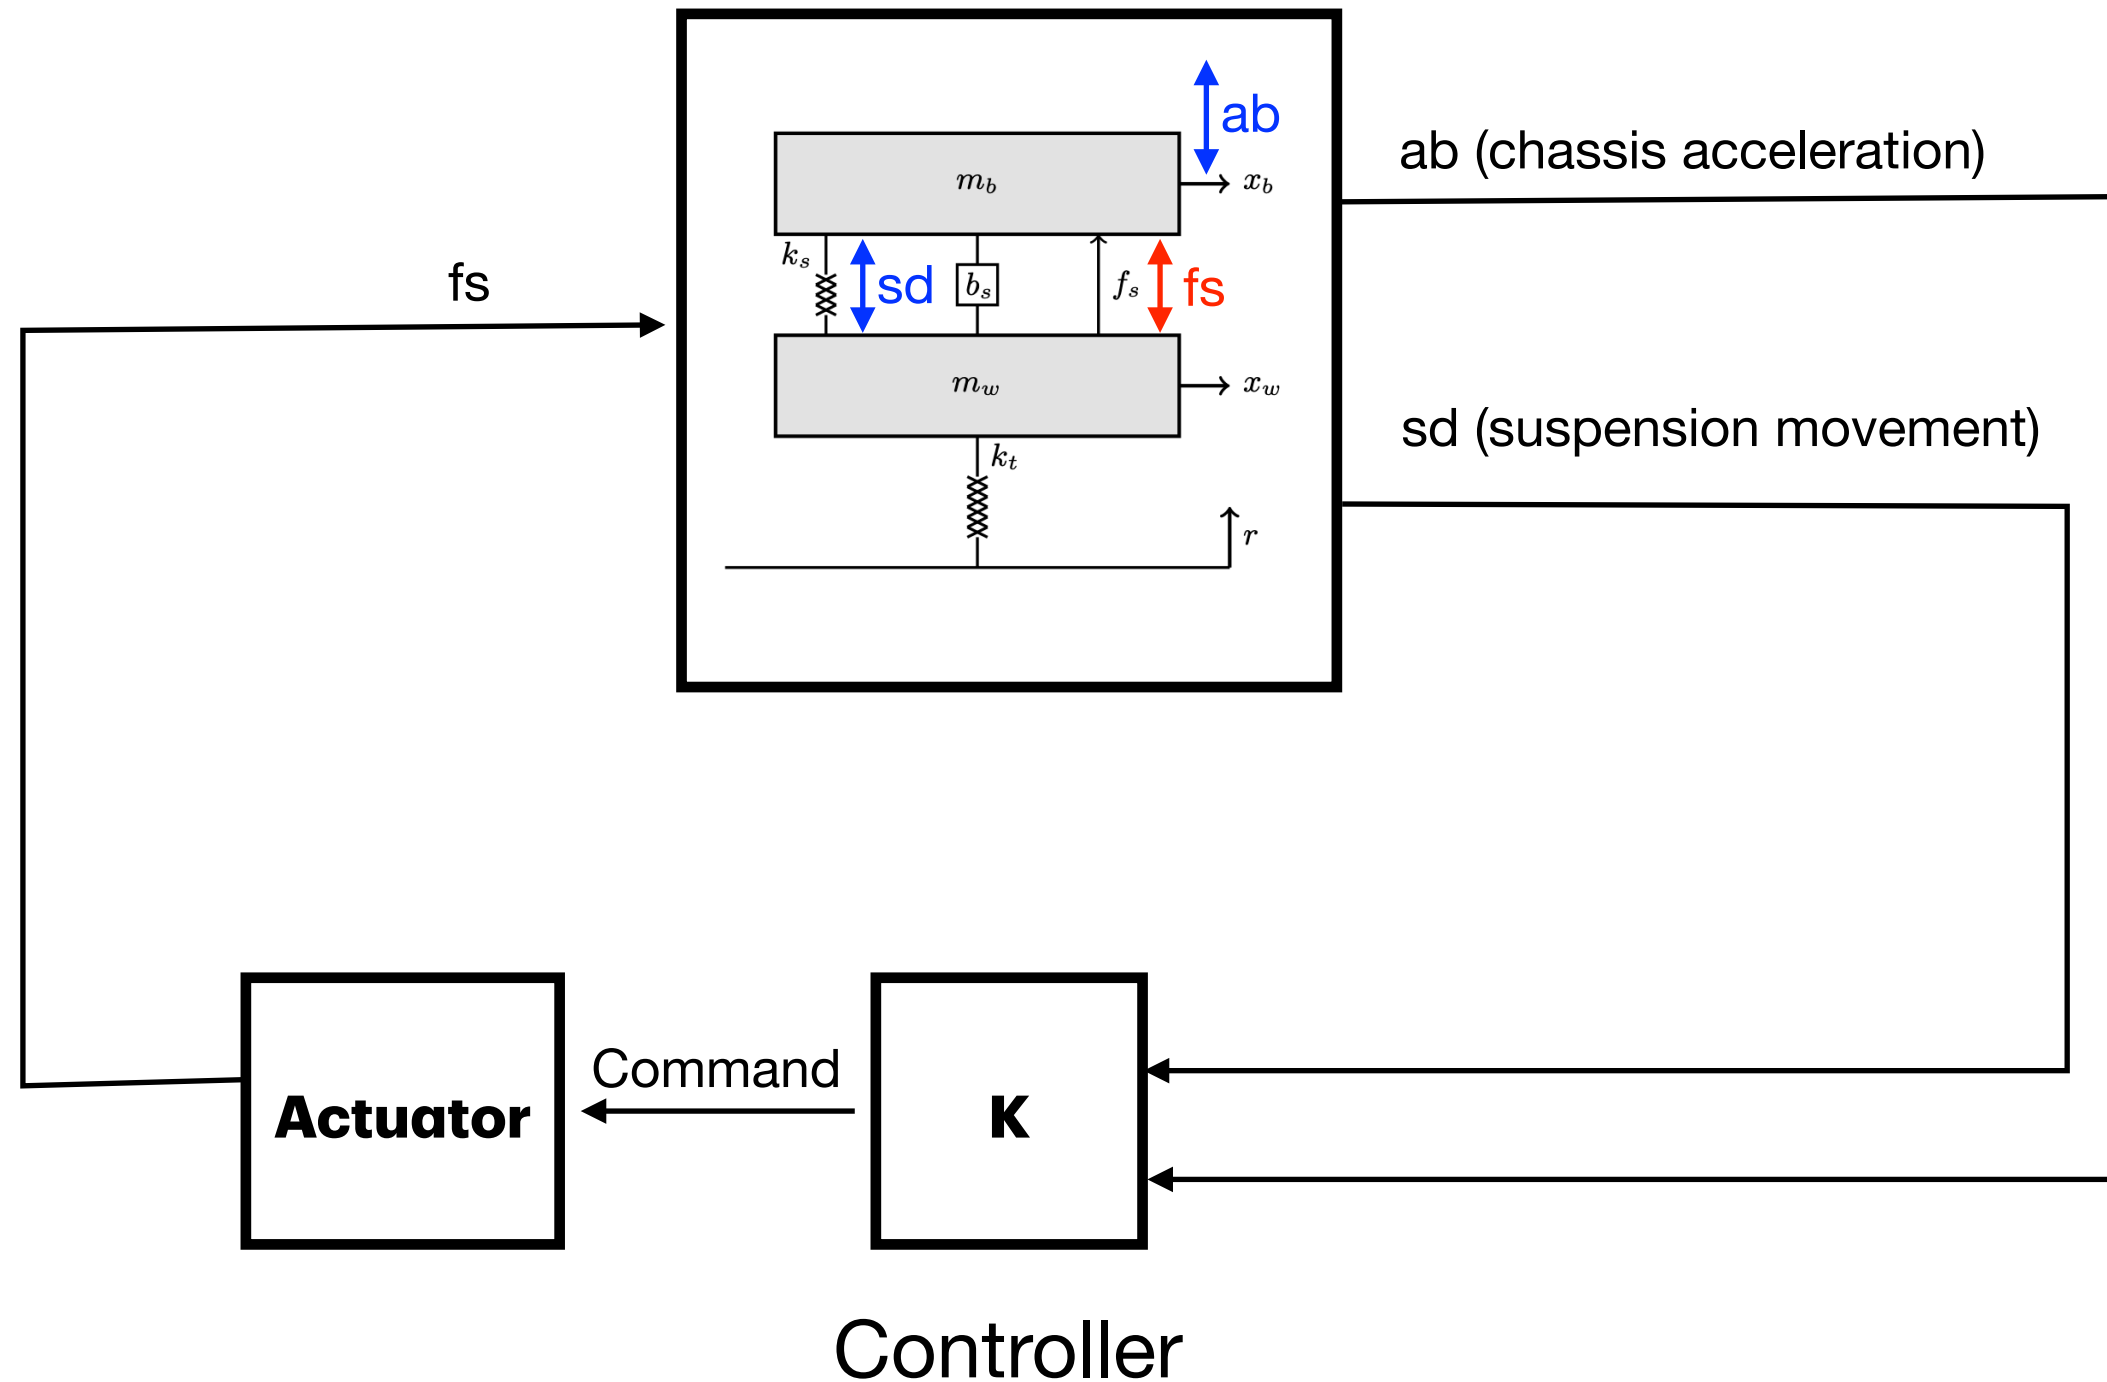 ab
ab (chassis acceleration)
m_b
x_b
k_s
sd
b_s
f_s
fs
fs
m_w
x_w
sd (suspension movement)
k_t
r
Command
Actuator
K
Controller